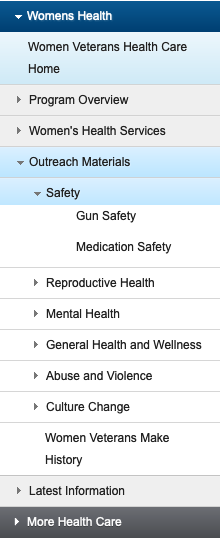 Womens Health
Women Veterans Health Care
Home
Program Overview
Women's Health Services
Outreach Materials
Safety
Gun Safety
Medication Safety
Reproductive Health
Mental Health
General Health and Wellness
Abuse and Violence
Culture Change
Women Veterans Make
History
Latest Information
More Health Care